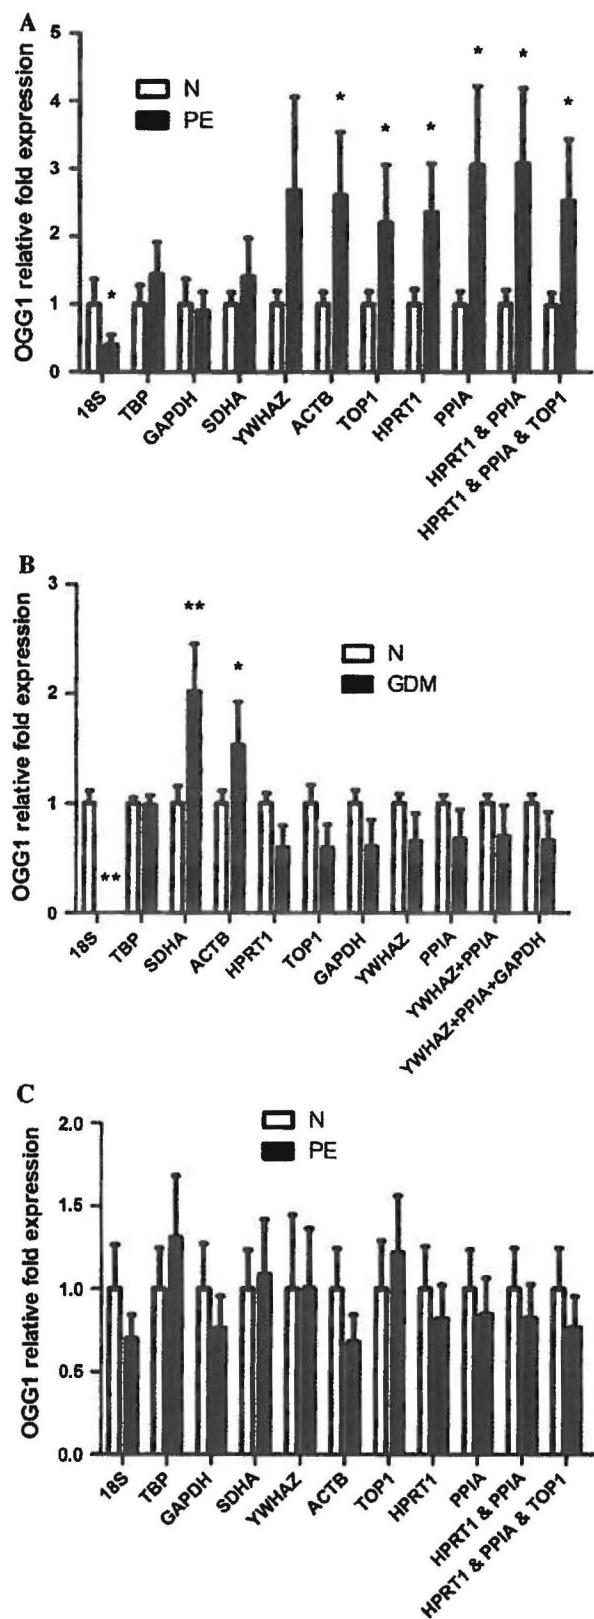 A
OGG1 relative fold expression
5
4
3
2
1
0
N
PE
*
*
*
*
*
*
*
18S
TBP
GAPDH
SDHA
YWHAZ
ACTB
TOP1
HPRT1
PPIA
HPRT1 & PPIA
HPRT1 & PPIA & TOP1
B
OGG1 relative fold expression
3
2
1
0
N
GDM
**
**
*
18S
TBP
SDHA
ACTB
HPRT1
TOP1
GAPDH
YWHAZ
PPIA
YWHAZ+PPIA
YWHAZ+PPIA+GAPDH
C
OGG1 relative fold expression
2.0
1.5
1.0
0.5
0.0
N
PE
18S
TBP
GAPDH
SDHA
YWHAZ
ACTB
TOP1
HPRT1
PPIA
HPRT1 & PPIA
HPRT1 & PPIA & TOP1